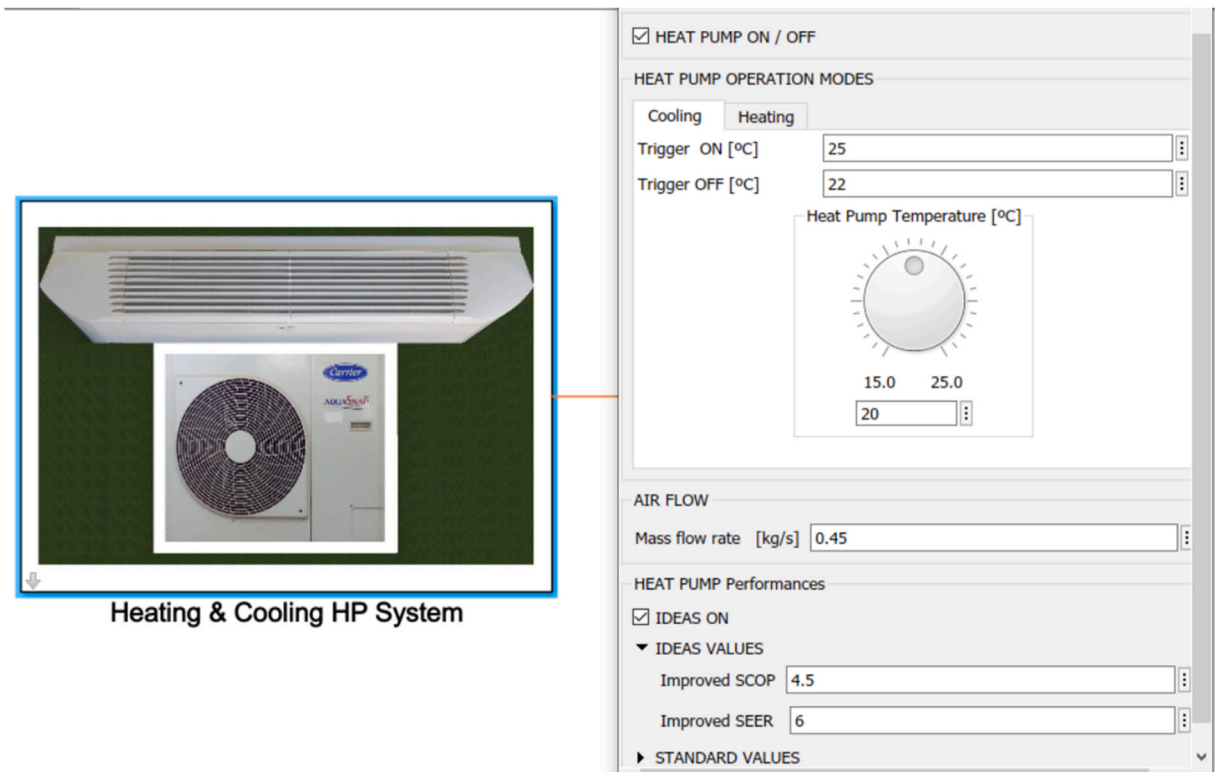 HEAT PUMP ON / OFF
HEAT PUMP OPERATION MODES
Cooling Heating
Trigger ON [ºC] 25
Trigger OFF [ºC] 22
Heat Pump Temperature [ºC]
15.0 25.0
20
AIR FLOW
Mass flow rate [kg/s] 0.45
HEAT PUMP Performances
IDEAS ON
IDEAS VALUES
Improved SCOP 4.5
Improved SEER 6
STANDARD VALUES
Carrier
AQUASNAP
Heating & Cooling HP System